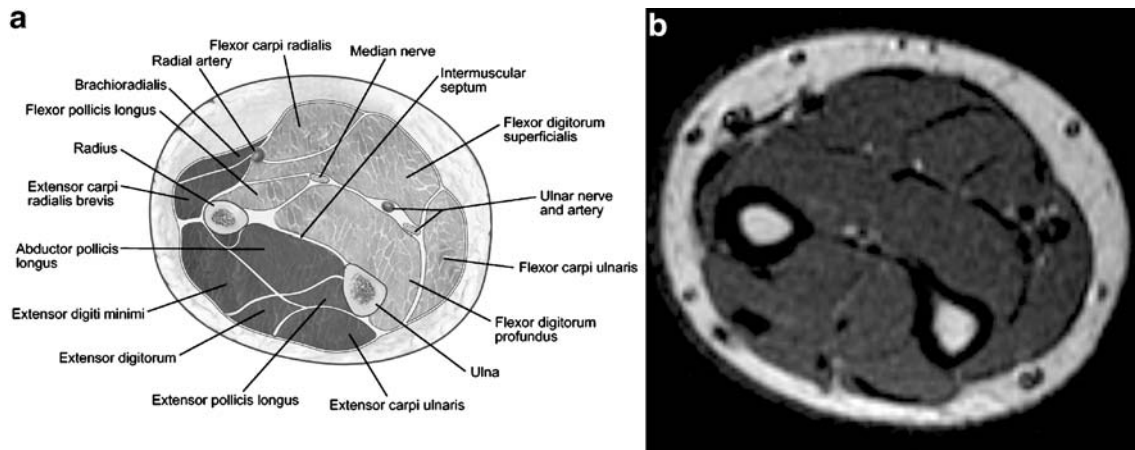 a
b
Flexor carpi radialis
Radial artery
Brachioradialis
Flexor pollicis longus
Radius
Extensor carpi
radialis brevis
Abductor pollicis
longus
Extensor digiti minimi
Extensor digitorum
Extensor pollicis longus
Extensor carpi ulnaris
Median nerve
Intermuscular
septum
Flexor digitorum
superficialis
Ulnar nerve
and artery
Flexor carpi ulnaris
Flexor digitorum
profundus
Ulna